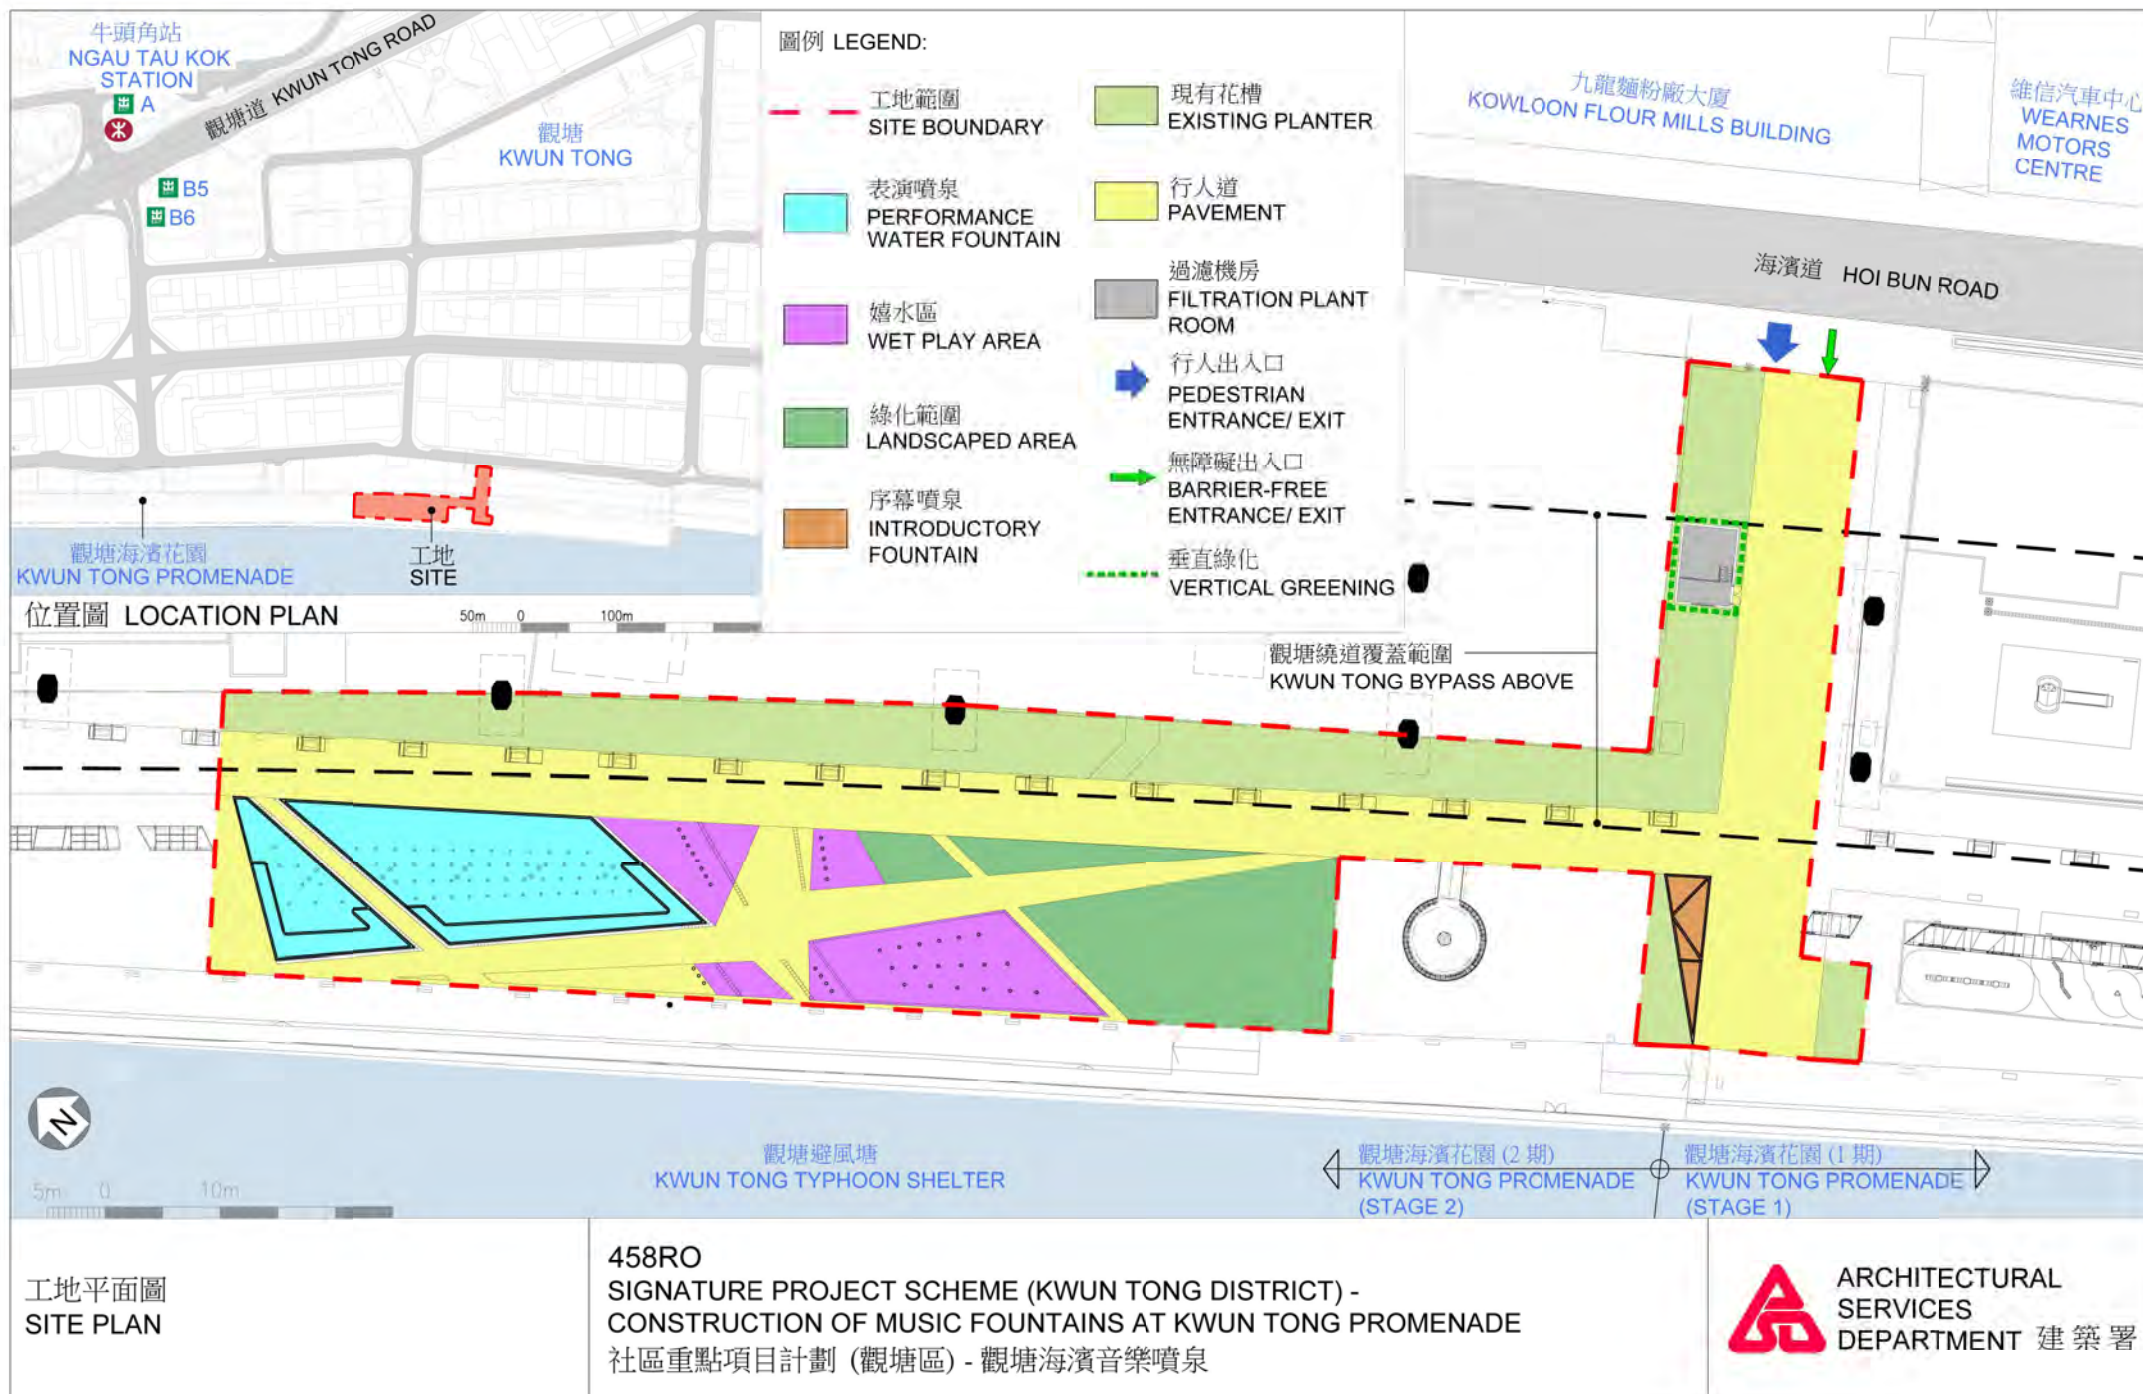 牛頭角站
NGAU TAU KOK
STATION
A
B5
B6
觀塘道 KWUN TONG ROAD
觀塘
KWUN TONG
觀塘海濱花園
KWUN TONG PROMENADE
工地
SITE
位置圖 LOCATION PLAN
50m 0 100m
圖例 LEGEND:
工地範圍
SITE BOUNDARY
表演噴泉
PERFORMANCE
WATER FOUNTAIN
嬉水區
WET PLAY AREA
綠化範圍
LANDSCAPED AREA
序幕噴泉
INTRODUCTORY
FOUNTAIN
現有花槽
EXISTING PLANTER
行人道
PAVEMENT
過濾機房
FILTRATION PLANT
ROOM
行人出入口
PEDESTRIAN
ENTRANCE/ EXIT
無障礙出入口
BARRIER-FREE
ENTRANCE/ EXIT
垂直綠化
VERTICAL GREENING
九龍麵粉廠大廈
KOWLOON FLOUR MILLS BUILDING
維信汽車中心
WEARNES
MOTORS
CENTRE
海濱道 HOI BUN ROAD
觀塘繞道覆蓋範圍
KWUN TONG BYPASS ABOVE
N
5m 0 10m
觀塘避風塘
KWUN TONG TYPHOON SHELTER
觀塘海濱花園 (2 期)
KWUN TONG PROMENADE
(STAGE 2)
觀塘海濱花園 (1 期)
KWUN TONG PROMENADE
(STAGE 1)
工地平面圖
SITE PLAN
458RO
SIGNATURE PROJECT SCHEME (KWUN TONG DISTRICT) -
CONSTRUCTION OF MUSIC FOUNTAINS AT KWUN TONG PROMENADE
社區重點項目計劃 (觀塘區) - 觀塘海濱音樂噴泉
ARCHITECTURAL
SERVICES
DEPARTMENT 建築署